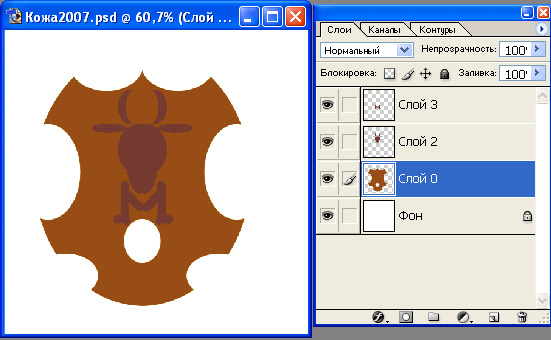 Кожа2007.psd @ 60,7% (Слой ...
Слои Каналы Контуры
Нормальный Непрозрачность: 100'
Блокировка: Заливка: 100'
Слой 3
Слой 2
Слой 0
Фон